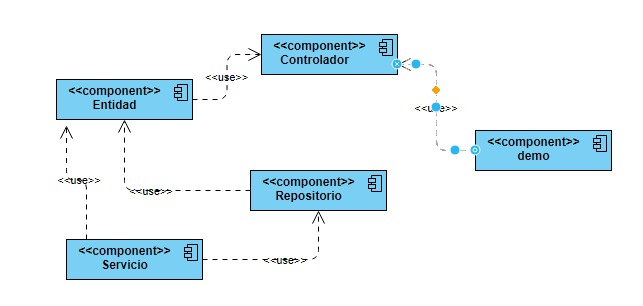 <<component>>
Controlador
<<use>>
<<component>>
Entidad
<<use>>
<<component>>
demo
<<use>>
<<use>>
<<component>>
Repositorio
<<component>>
Servicio
<<use>>